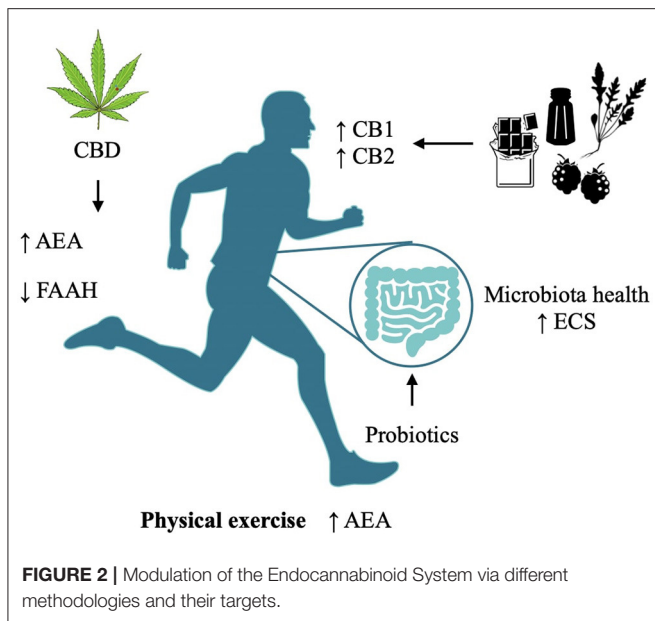 CBD
↑ AEA
↓ FAAH
↑ CB1
↑ CB2
Microbiota health
↑ ECS
Probiotics
Physical exercise ↑ AEA
FIGURE 2 | Modulation of the Endocannabinoid System via different
methodologies and their targets.